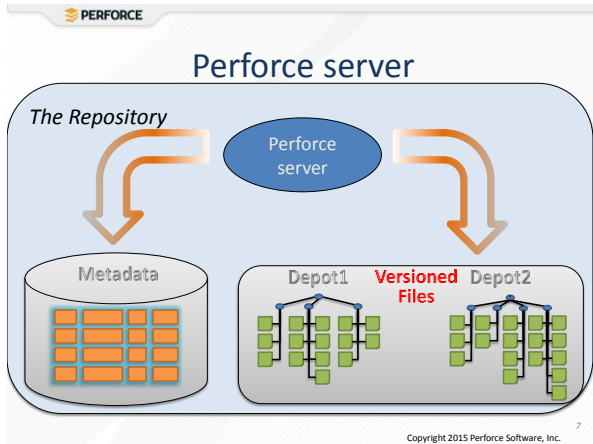 PERFORCE
Perforce server
The Repository
Perforce
server
Metadata
Depot1
Versioned
Files
Depot2
7
Copyright 2015 Perforce Software, Inc.